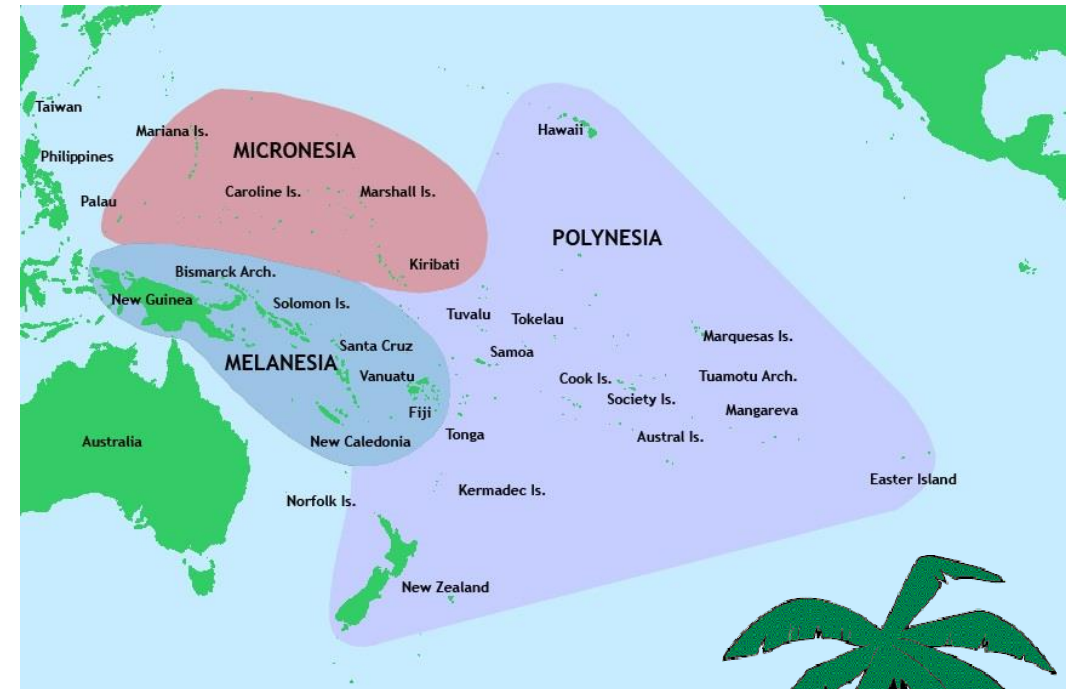 Taiwan
Mariana Is.
Hawaii
Philippines
MICRONESIA
Palau
Caroline Is.
Marshall Is.
POLYNESIA
Kiribati
Bismarck Arch.
New Guinea
Solomon Is.
Tuvalu
Tokelau
Santa Cruz
Marquesas Is.
Samoa
MELANESIA
Vanuatu
Cook Is.
Tuamotu Arch.
Society Is.
Fiji
Mangareva
Australia
New Caledonia
Tonga
Austral Is.
Easter Island
Norfolk Is.
Kermadec Is.
New Zealand